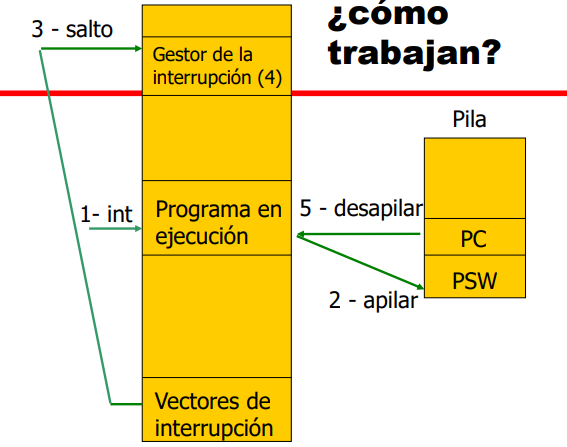 ¿cómo
trabajan?
3 - salto
Gestor de la
interrupción (4)
Pila
1- int
Programa en
ejecución
5 - desapilar
PC
PSW
2 - apilar
Vectores de
interrupción